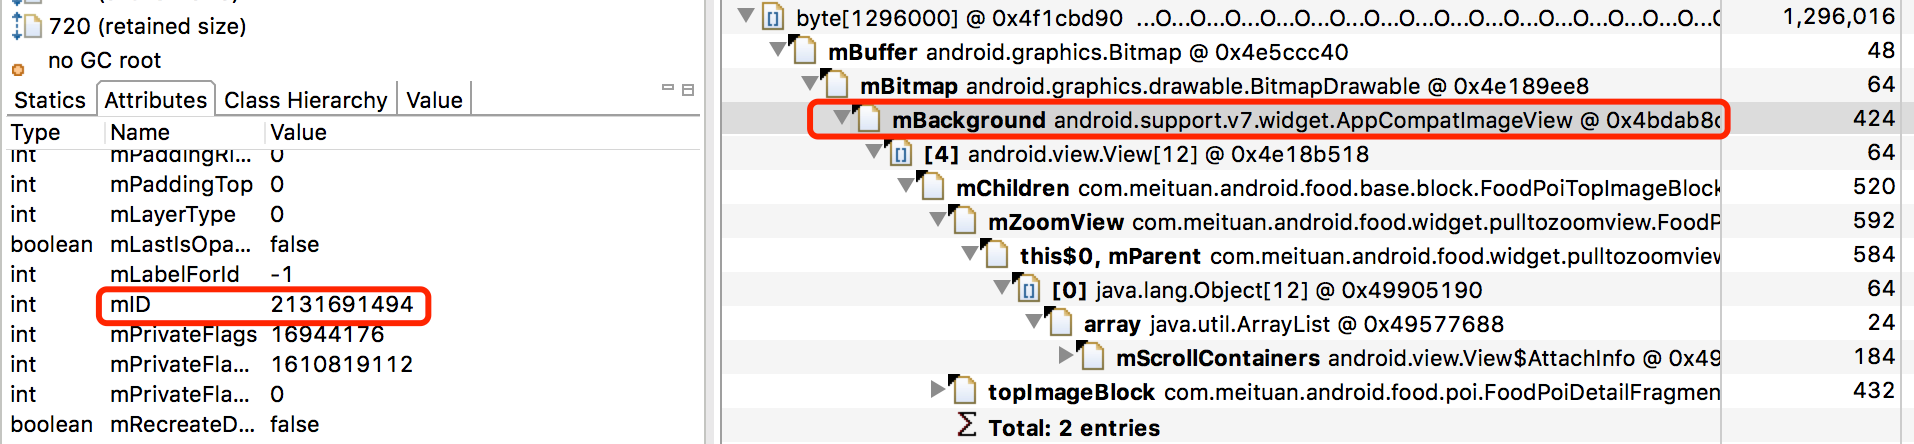 720 (retained size)
no GC root
Statics Attributes Class Hierarchy Value
Type Name Value
int mPaddingRi... 0
int mPaddingTop 0
int mLayerType 0
boolean mLastIsOpa... false
int mLabelForId -1
int mID 2131691494
int mPrivateFlags 16944176
int mPrivateFla... 1610819112
int mPrivateFla... 0
boolean mRecreateD... false
byte[1296000] @ 0x4f1cbd90 ...O...O...O...O...O...O...O...O...O...O...O...O...O...O...O...O...O 1,296,016
mBuffer android.graphics.Bitmap @ 0x4e5ccc40 48
mBitmap android.graphics.drawable.BitmapDrawable @ 0x4e189ee8 64
mBackground android.support.v7.widget.AppCompatImageView @ 0x4bdab8 424
[4] android.view.View[12] @ 0x4e18b518 64
mChildren com.meituan.android.food.base.block.FoodPoiTopImageBlock 520
mZoomView com.meituan.android.food.widget.pulltozoomview.FoodP 592
this$0, mParent com.meituan.android.food.widget.pulltozoomview 584
[0] java.lang.Object[12] @ 0x49905190 64
array java.util.ArrayList @ 0x49577688 24
mScrollContainers android.view.View$AttachInfo @ 0x49 184
topImageBlock com.meituan.android.food.poi.FoodPoiDetailFragmen 432
Σ Total: 2 entries